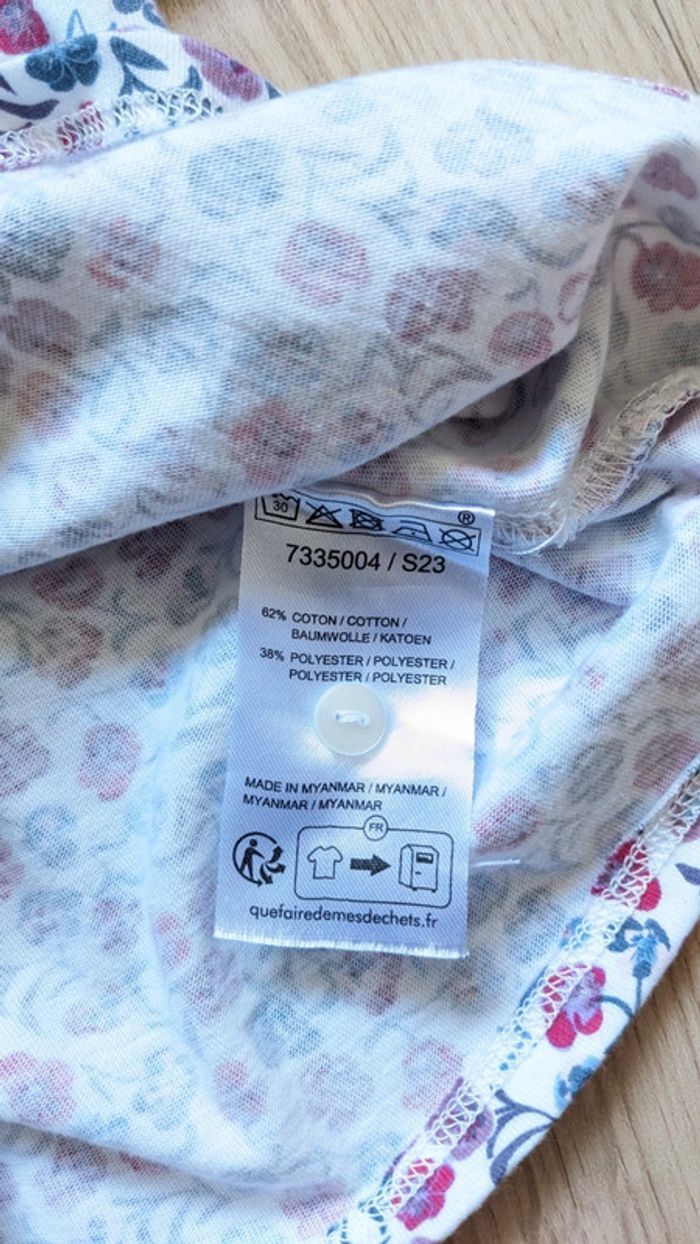 30
®
7335004 / S23
62% COTON / COTTON /
BAUMWOLLE / KATOEN
38% POLYESTER / POLYESTER /
POLYESTER / POLYESTER
MADE IN MYANMAR / MYANMAR /
MYANMAR / MYANMAR
FR
quefairedemesdechets.fr